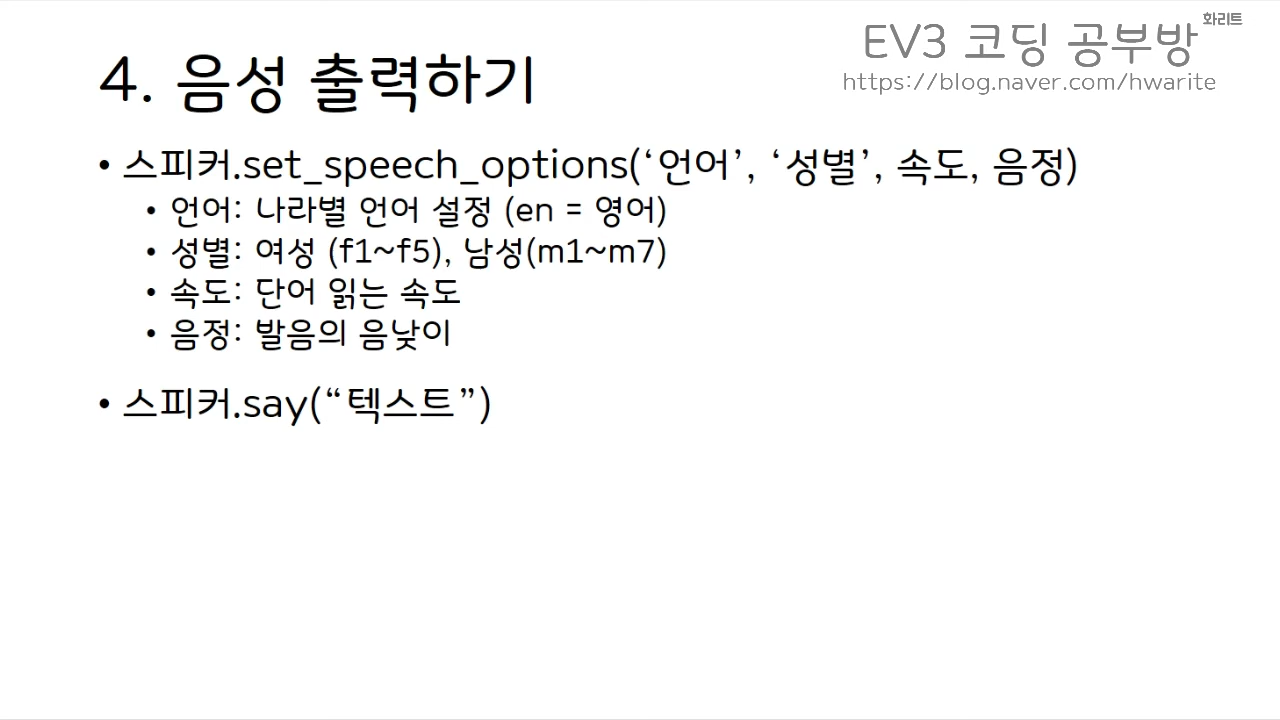 화리트
EV3 코딩 공부방
https://blog.naver.com/hwarite
4. 음성 출력하기
• 스피커.set_speech_options(‘언어’, ‘성별’, 속도, 음정)
• 언어: 나라별 언어 설정 (en = 영어)
• 성별: 여성 (f1~f5), 남성(m1~m7)
• 속도: 단어 읽는 속도
• 음정: 발음의 음낮이
• 스피커.say(“텍스트”)